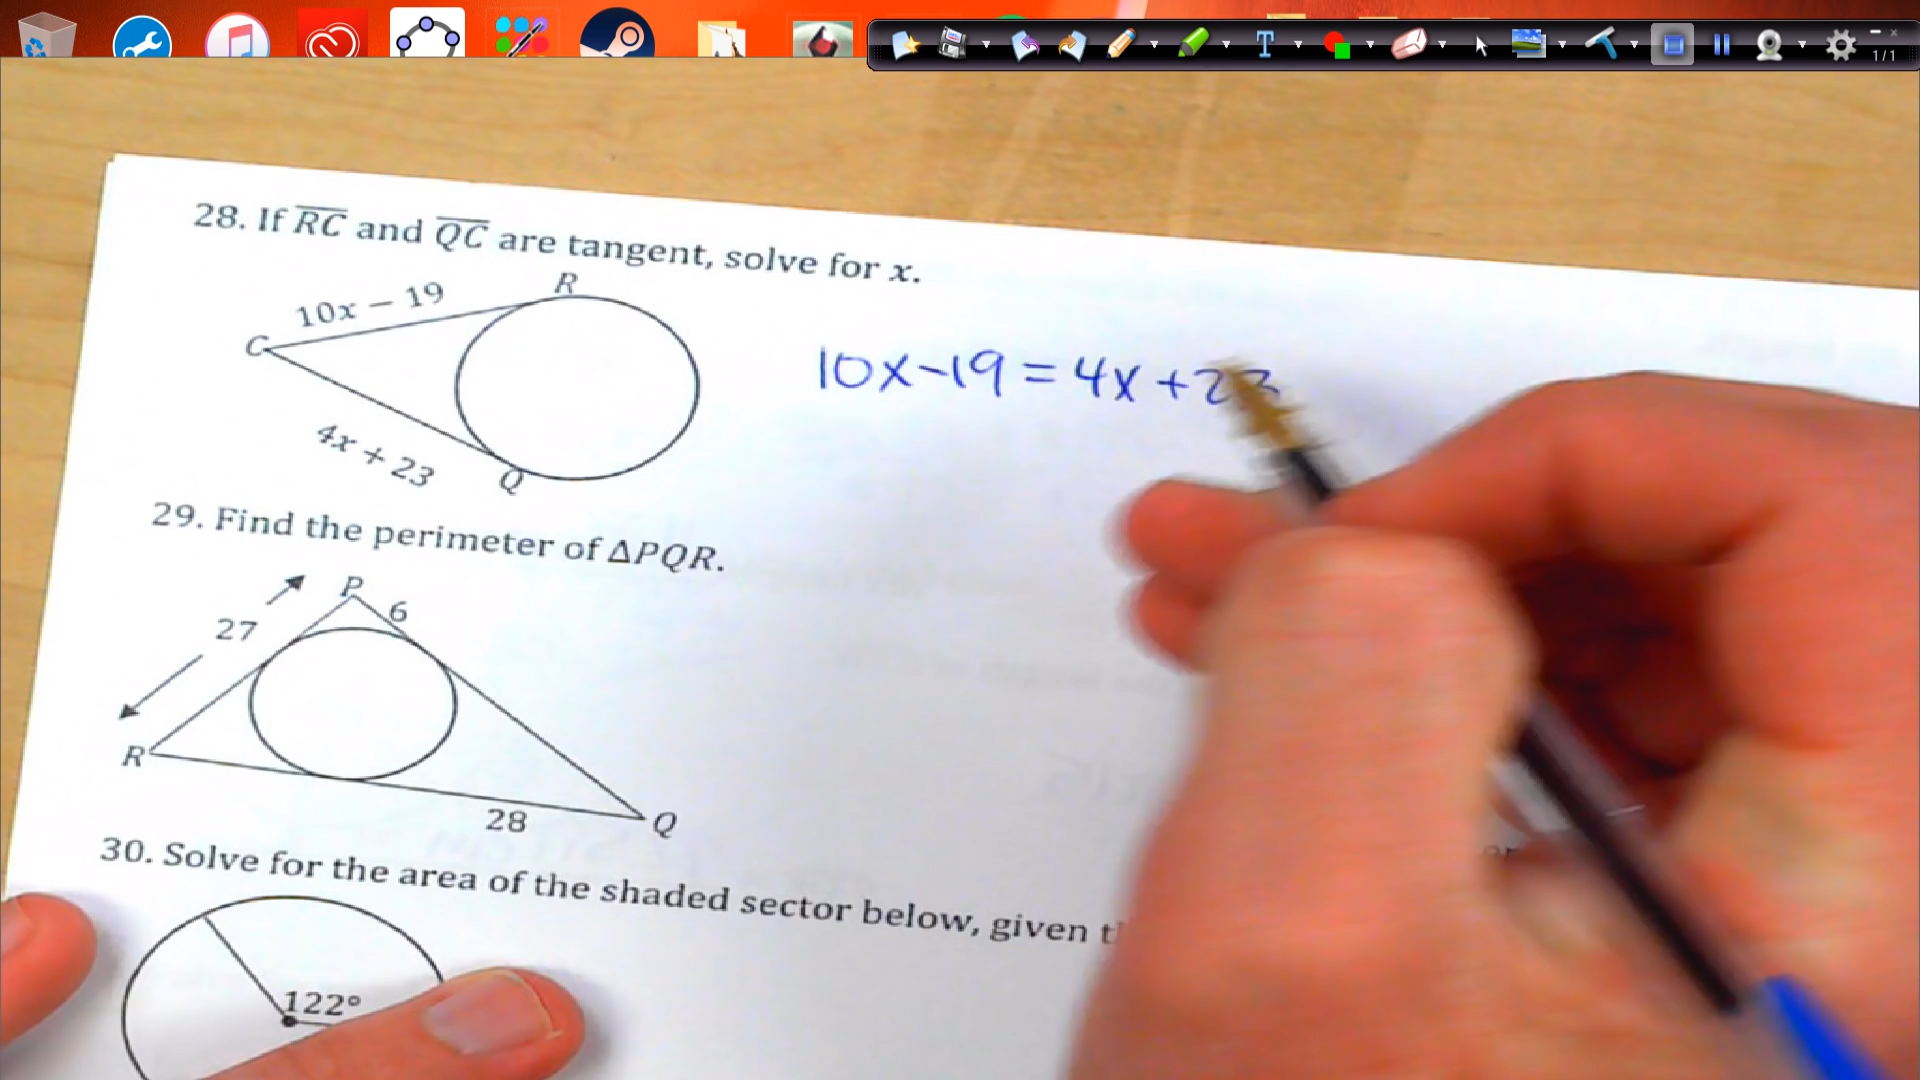 1/1
28. If RC and QC are tangent, solve for x.
R
10x − 19
C
10x-19=4x+23
4x + 23
Q
29. Find the perimeter of ΔPQR.
P
6
27
R
28
Q
30. Solve for the area of the shaded sector below, given
122°